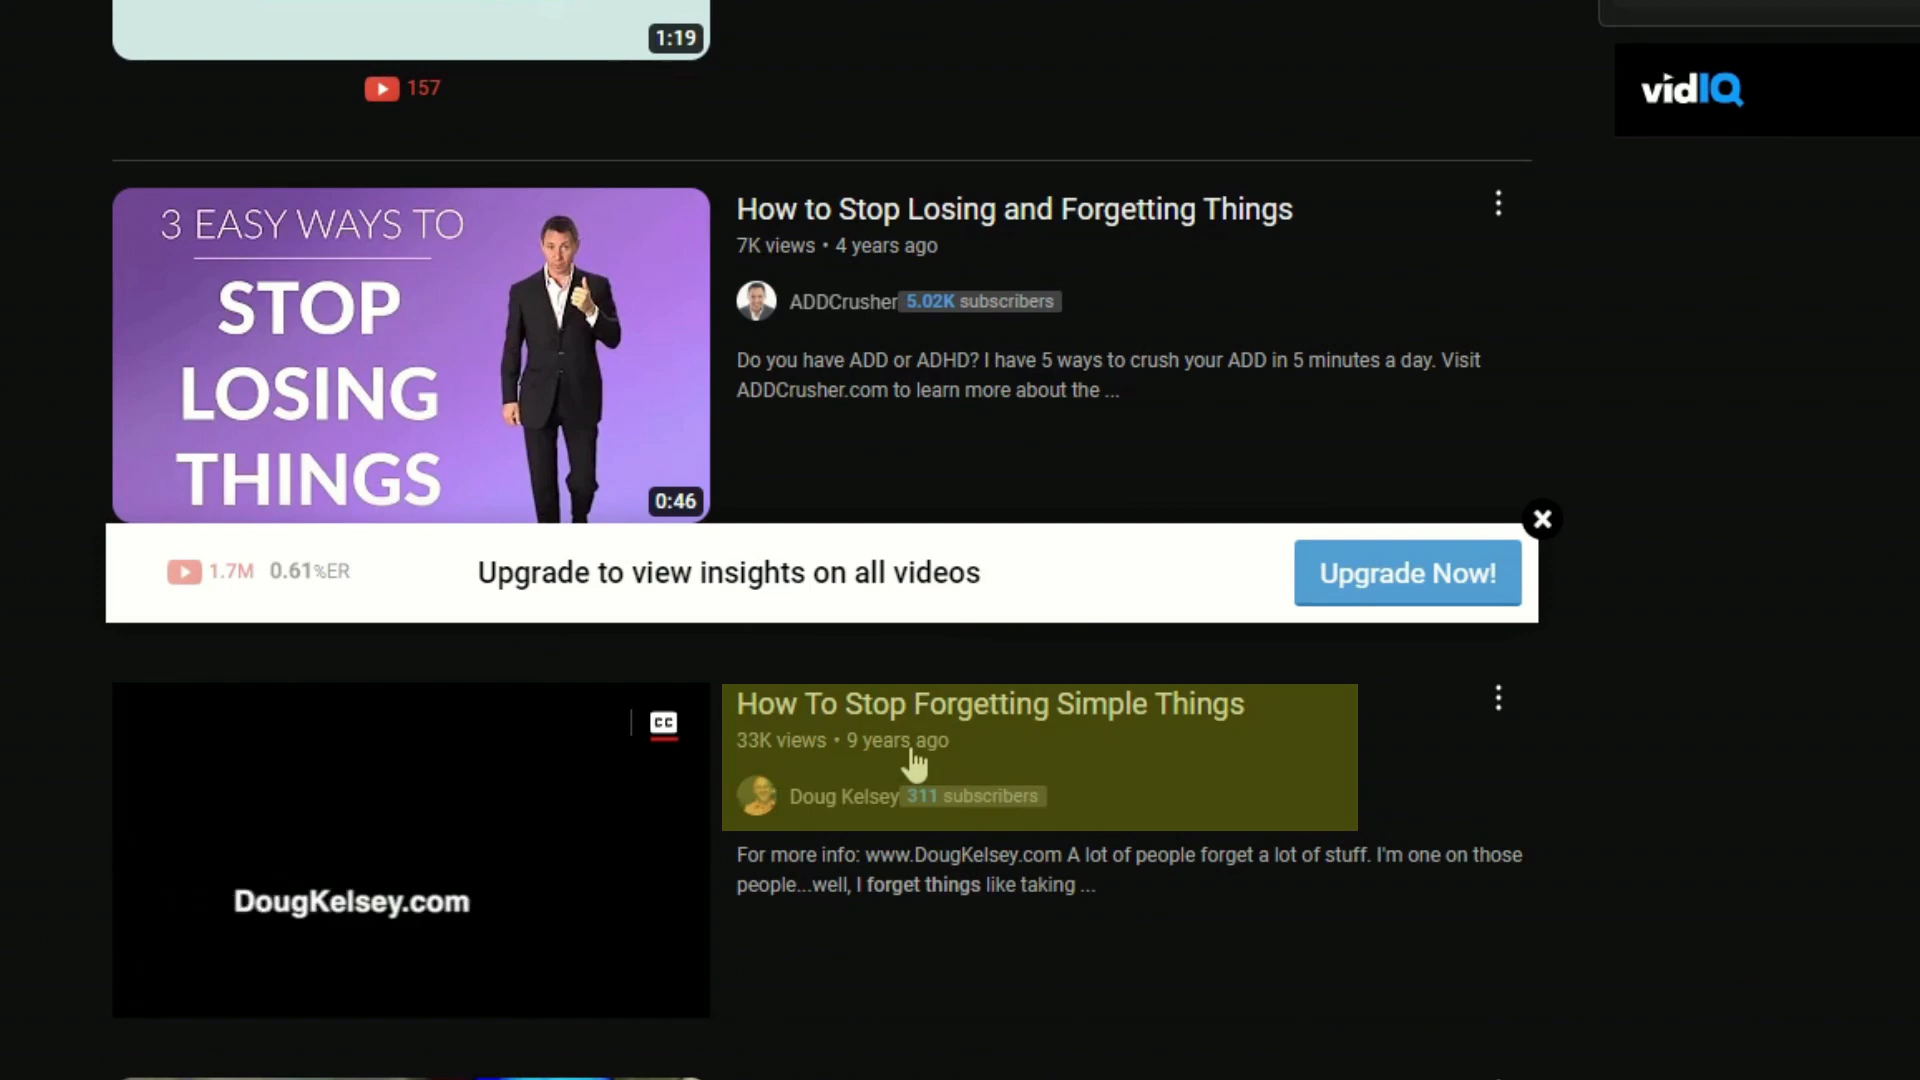 1:19
157
vidIQ
3 EASY WAYS TO
STOP
LOSING
THINGS
0:46
How to Stop Losing and Forgetting Things
7K views • 4 years ago
ADDCrusher 5.02K subscribers
Do you have ADD or ADHD? I have 5 ways to crush your ADD in 5 minutes a day. Visit
ADDCrusher.com to learn more about the ...
1.7M 0.61%ER
Upgrade to view insights on all videos
Upgrade Now!
CC
DougKelsey.com
How To Stop Forgetting Simple Things
33K views • 9 years ago
Doug Kelsey 311 subscribers
For more info: www.DougKelsey.com A lot of people forget a lot of stuff. I'm one on those
people...well, I forget things like taking ...